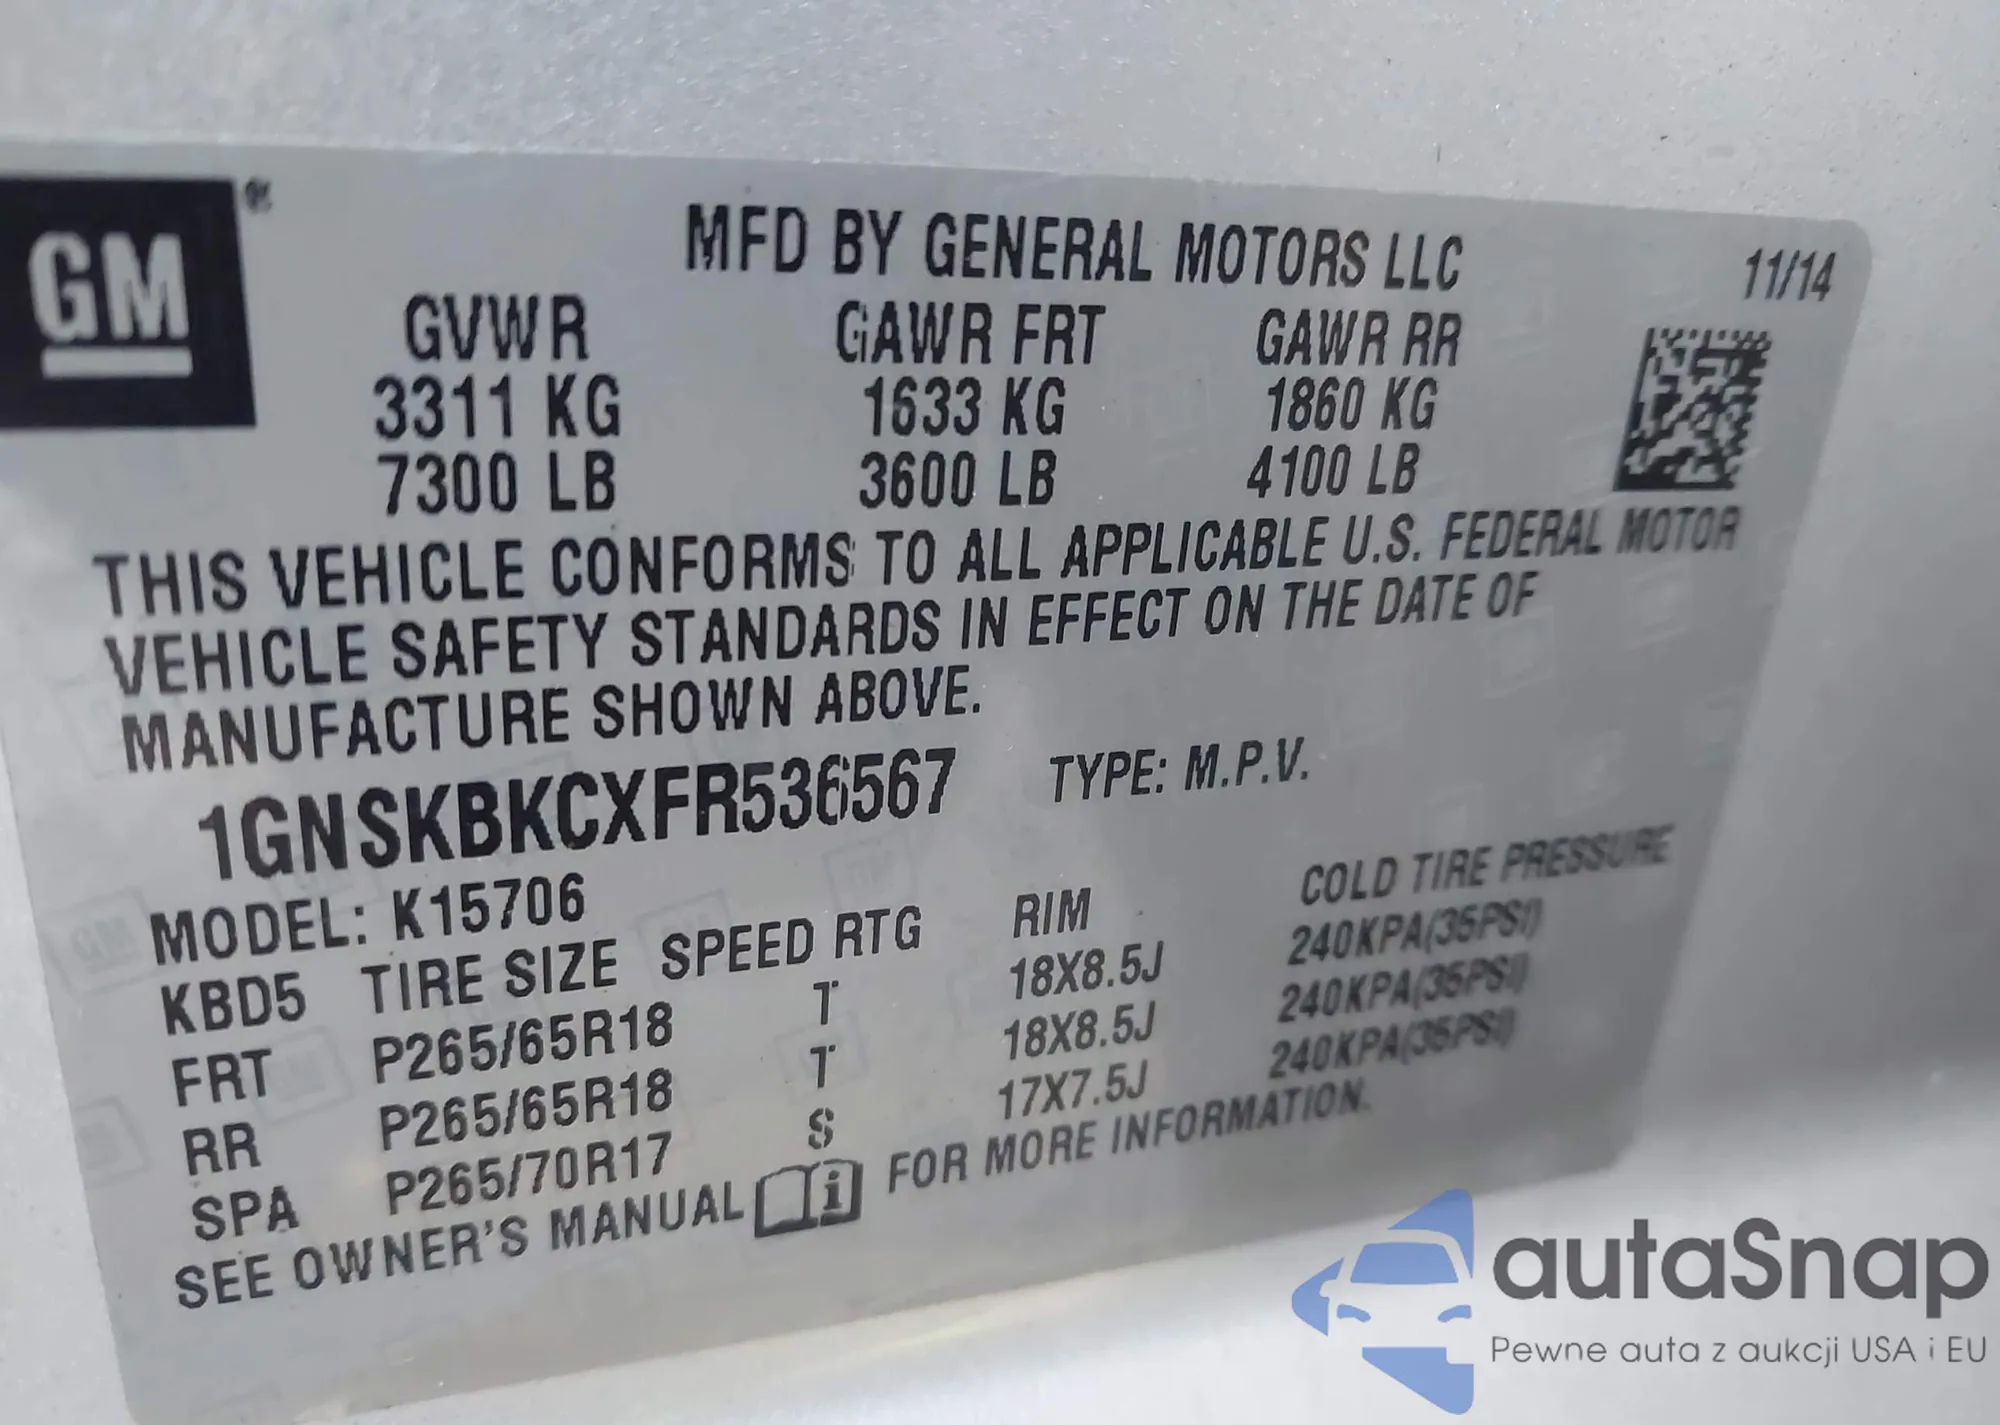 GM®
MFD BY GENERAL MOTORS LLC
11/14
GVWR GAWR FRT GAWR RR
3311 KG 1633 KG 1860 KG
7300 LB 3600 LB 4100 LB
THIS VEHICLE CONFORMS TO ALL APPLICABLE U.S. FEDERAL MOTOR
VEHICLE SAFETY STANDARDS IN EFFECT ON THE DATE OF
MANUFACTURE SHOWN ABOVE.
1GNSKBKCXFR536567 TYPE: M.P.V.
MODEL: K15706
KBD5 TIRE SIZE SPEED RTG RIM COLD TIRE PRESSURE
FRT P265/65R18 T 18X8.5J 240KPA(35PSI)
RR P265/65R18 T 18X8.5J 240KPA(35PSI)
SPA P265/70R17 S 17X7.5J 240KPA(35PSI)
SEE OWNER'S MANUAL i FOR MORE INFORMATION.
autaSnap
Pewne auta z aukcji USA i EU